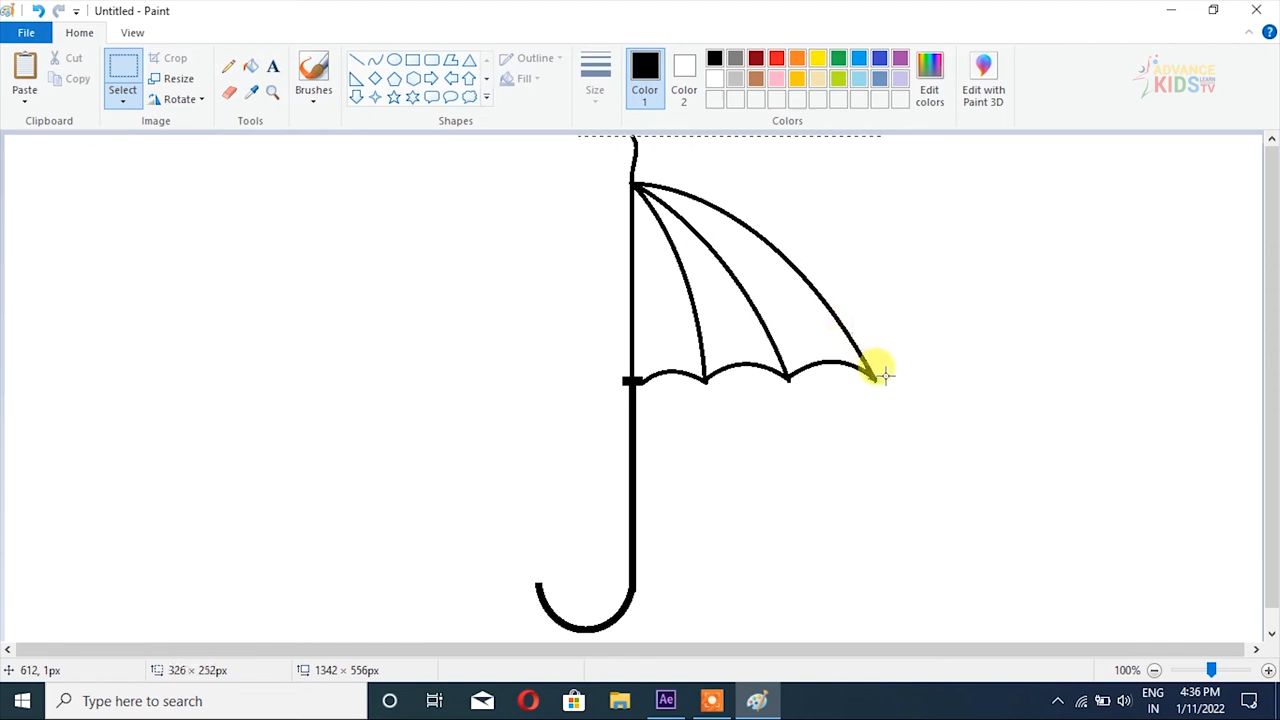 Untitled - Paint
File
Home
View
Paste
Cut
Copy
Clipboard
Select
Crop
Resize
Rotate
Image
A
Tools
Brushes
Shapes
Outline
Fill
Size
Color 1
Color 2
Colors
Edit colors
Edit with Paint 3D
ADVANCE
KIDS LEARN TV
612, 1px
326 × 252px
1342 × 556px
100%
Type here to search
Ae
ENG
IN
4:36 PM
1/11/2022